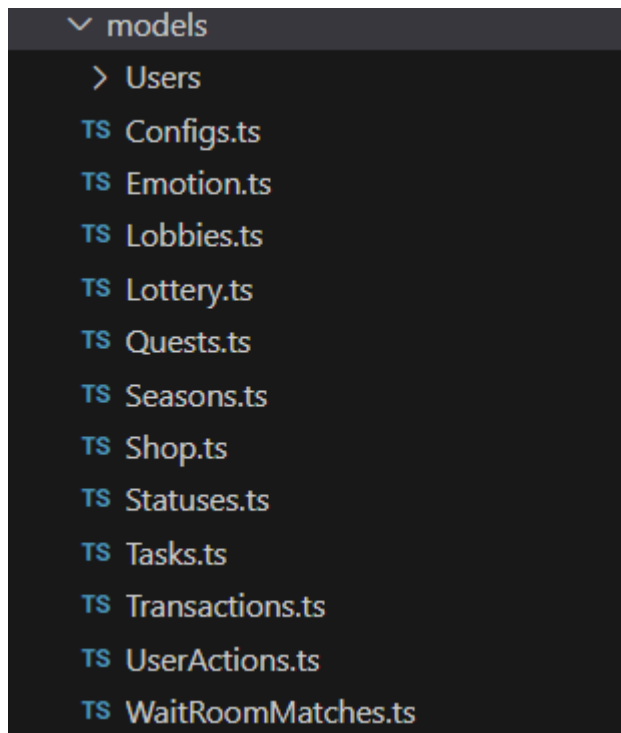 models
Users
TS Configs.ts
TS Emotion.ts
TS Lobbies.ts
TS Lottery.ts
TS Quests.ts
TS Seasons.ts
TS Shop.ts
TS Statuses.ts
TS Tasks.ts
TS Transactions.ts
TS UserActions.ts
TS WaitRoomMatches.ts